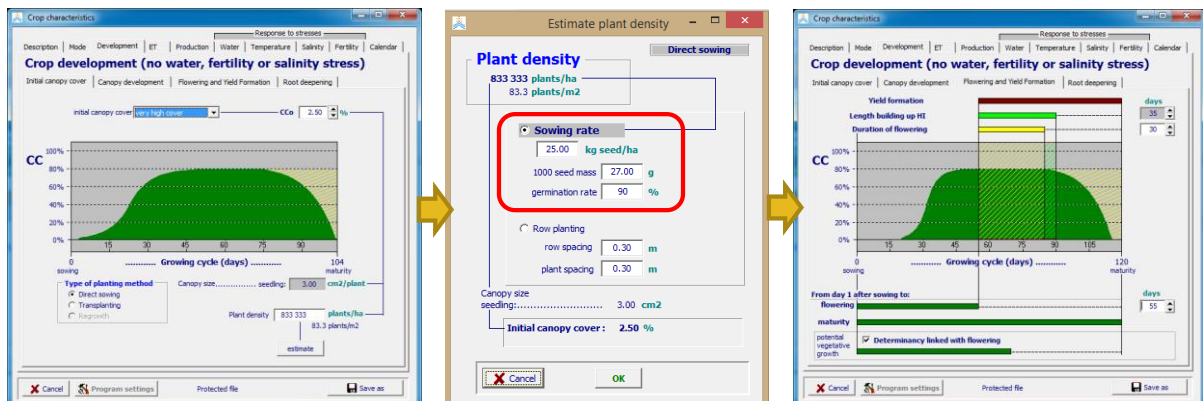 Crop characteristics
Response to stresses
Description Mode Development ET Production Water Temperature Salinity Fertility Calendar
Crop development (no water, fertility or salinity stress)
Initial canopy cover Canopy development Flowering and Yield Formation Root deepening
initial canopy cover very high cover CCo 2.50 %
CC
100%
80%
60%
40%
20%
0%
15 30 45 60 75 90
0 104
sowing maturity
............ Growing cycle (days) ............
Type of planting method
Direct sowing
Transplanting
Regrowth
Canopy size.............. seedling: 3.00 cm2/plant
Plant density 833 333 plants/ha
83.3 plants/m2
estimate
Cancel Program settings Protected file Save as
Estimate plant density
Direct sowing
Plant density
833 333 plants/ha
83.3 plants/m2
Sowing rate
25.00 kg seed/ha
1000 seed mass 27.00 g
germination rate 90 %
Row planting
row spacing 0.30 m
plant spacing 0.30 m
Canopy size
seedling:........................ 3.00 cm2
Initial canopy cover : 2.50 %
Cancel OK
Crop characteristics
Response to stresses
Description Mode Development ET Production Water Temperature Salinity Fertility Calendar
Crop development (no water, fertility or salinity stress)
Initial canopy cover Canopy development Flowering and Yield Formation Root deepening
Yield formation days
Length building up HI 35
Duration of flowering 30
CC
100%
80%
60%
40%
20%
0%
15 30 45 60 75 90 105
0 120
sowing maturity
............ Growing cycle (days) ............
From day 1 after sowing to: days
flowering 55
maturity
potential
vegetative
growth
Determinancy linked with flowering
Cancel Program settings Protected file Save as